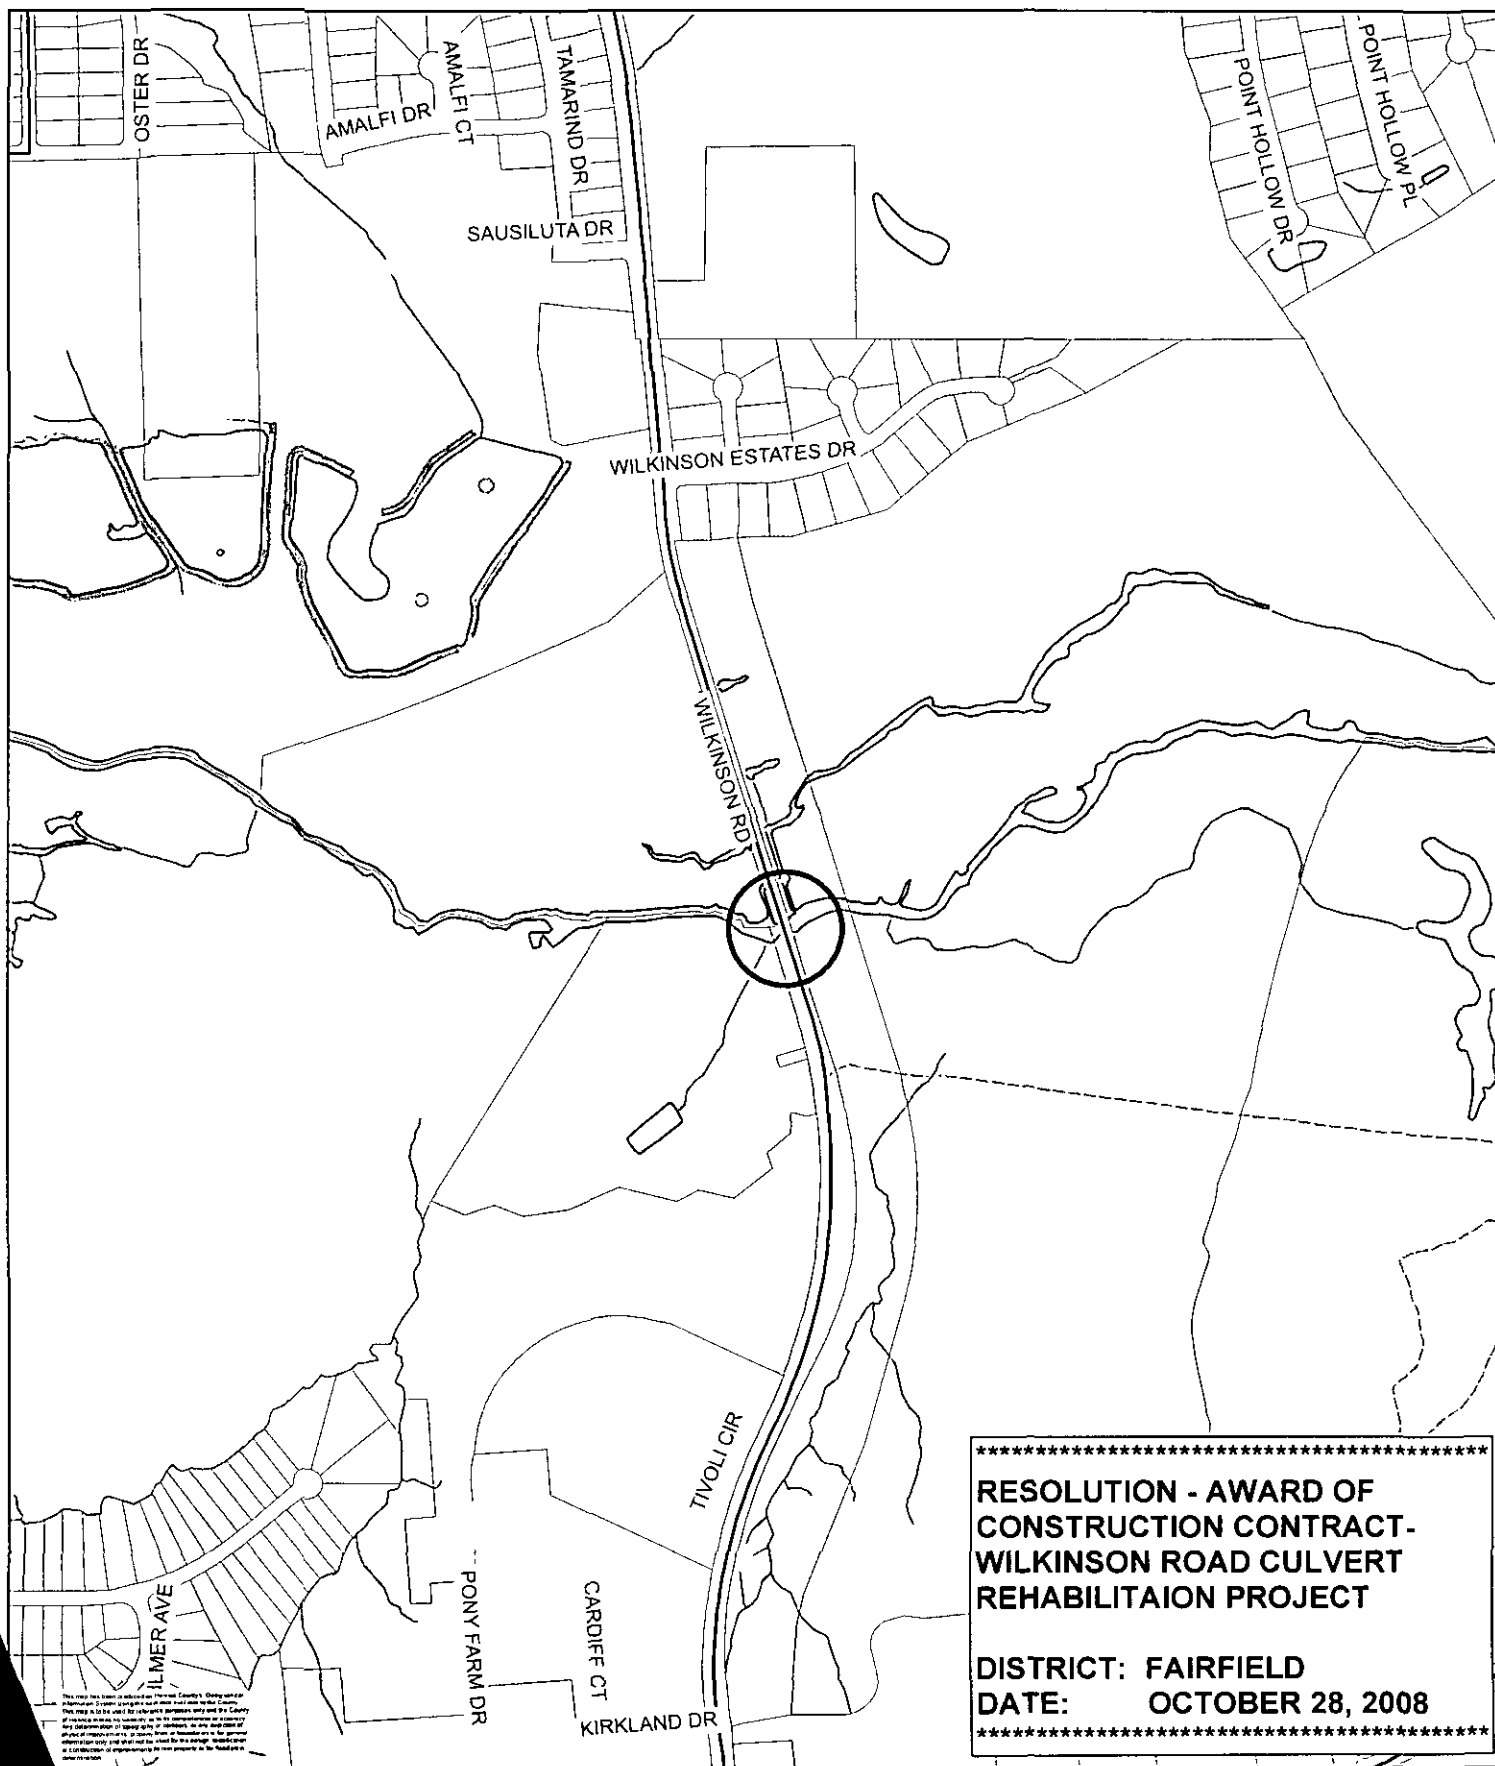 OSTER DR
AMALFI DR
AMALFI CT
TAMARIND DR
SAUSILUTA DR
POINT HOLLOW DR
POINT HOLLOW PL
WILKINSON ESTATES DR
WILKINSON RD
TIVOLI CIR
ILMER AVE
PONY FARM DR
CARDIFF CT
KIRKLAND DR
RESOLUTION - AWARD OF
CONSTRUCTION CONTRACT-
WILKINSON ROAD CULVERT
REHABILITAION PROJECT
DISTRICT: FAIRFIELD
DATE: OCTOBER 28, 2008